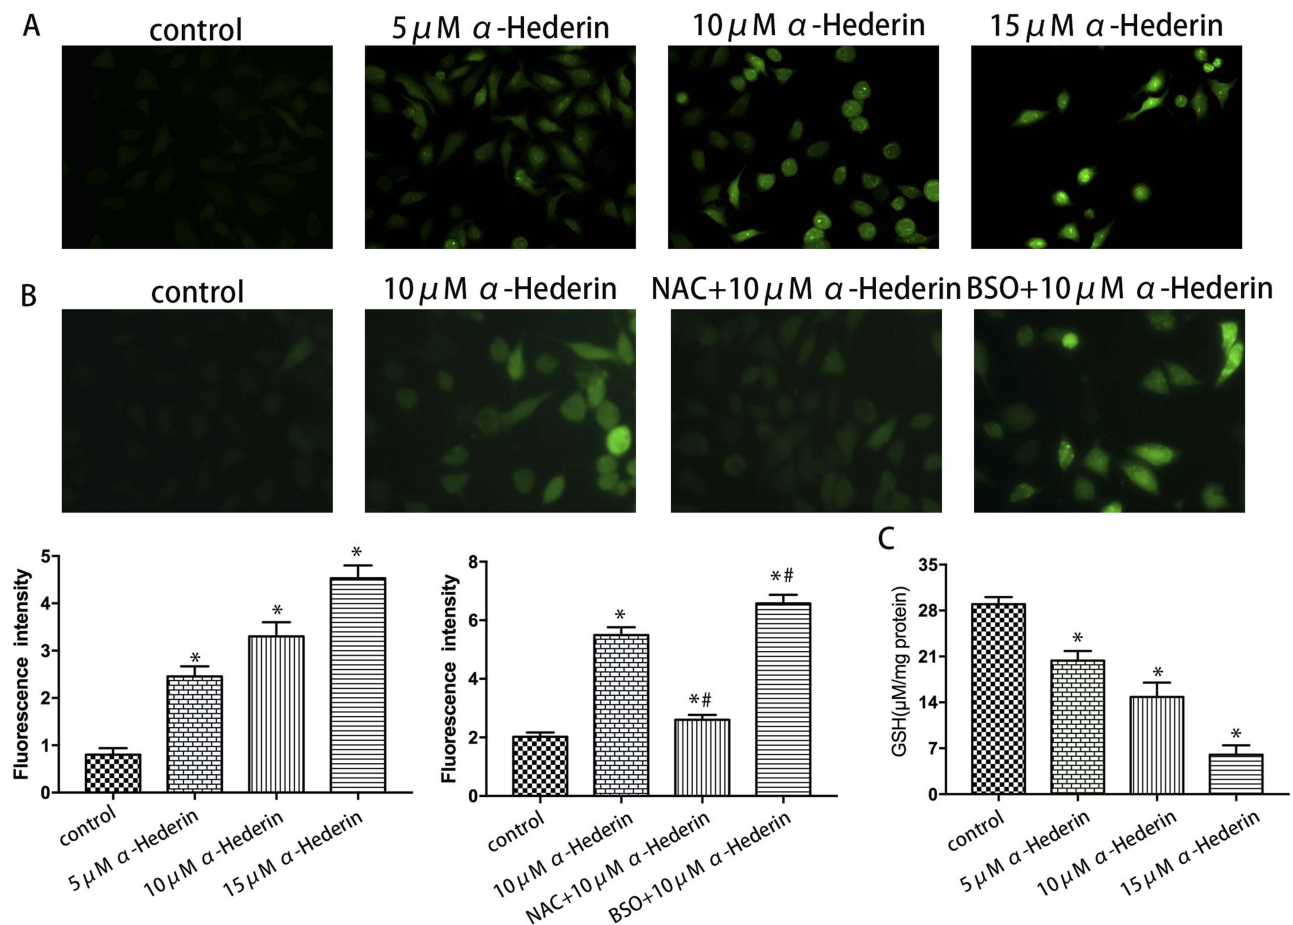 A
control
5μM α-Hederin
10μM α-Hederin
15μM α-Hederin
B
control
10μM α-Hederin
NAC+10μM α-Hederin
BSO+10μM α-Hederin
Fluorescence intensity
5
4
3
2
1
0
*
*
*
control
5μM α-Hederin
10μM α-Hederin
15μM α-Hederin
Fluorescence intensity
8
6
4
2
0
*
*#
*#
control
10μM α-Hederin
NAC+10μM α-Hederin
BSO+10μM α-Hederin
C
GSH(μM/mg protein)
35
28
21
14
7
0
*
*
*
control
5μM α-Hederin
10μM α-Hederin
15μM α-Hederin